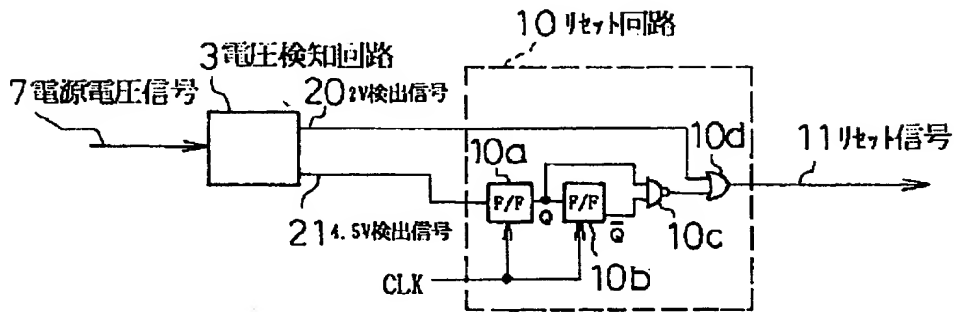 10 リセット回路
3 電圧検知回路
7 電源電圧信号
20 2V検出信号
10d
11 リセット信号
10a
F/F
F/F
Q
Q̅
10c
21 4.5V検出信号
10b
CLK